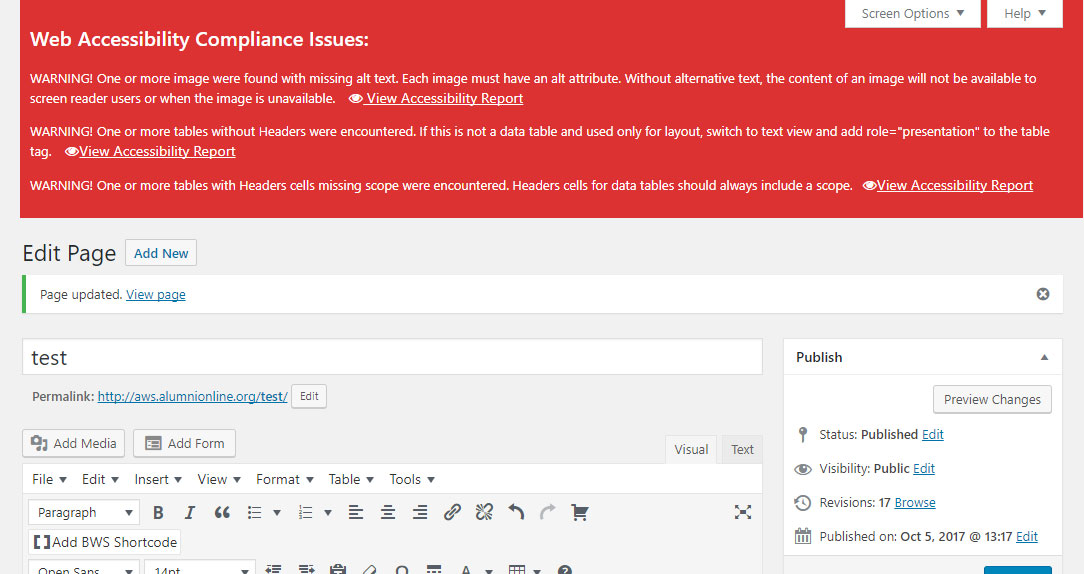 Screen Options
Help
Web Accessibility Compliance Issues:
WARNING! One or more image were found with missing alt text. Each image must have an alt attribute. Without alternative text, the content of an image will not be available to
screen reader users or when the image is unavailable. View Accessibility Report
WARNING! One or more tables without Headers were encountered. If this is not a data table and used only for layout, switch to text view and add role="presentation" to the table
tag. View Accessibility Report
WARNING! One or more tables with Headers cells missing scope were encountered. Headers cells for data tables should always include a scope. View Accessibility Report
Edit Page Add New
Page updated. View page
test
Permalink: http://aws.alumnionline.org/test/ Edit
Add Media Add Form
Visual Text
File Edit Insert View Format Table Tools
Paragraph B I
Add BWS Shortcode
Open Sans 14pt A
Publish
Preview Changes
Status: Published Edit
Visibility: Public Edit
Revisions: 17 Browse
Published on: Oct 5, 2017 @ 13:17 Edit